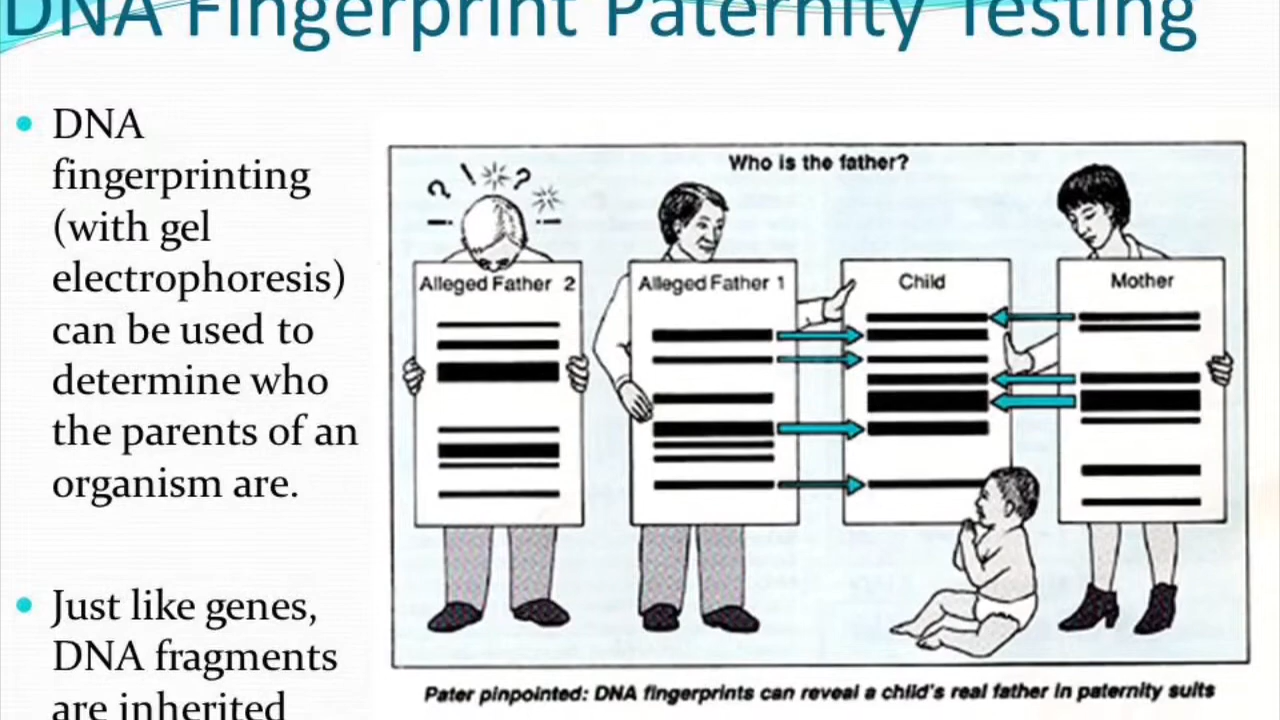 DNA Fingerprint Paternity Testing
DNA
fingerprinting
(with gel
electrophoresis)
can be used to
determine who
the parents of an
organism are.
Just like genes,
DNA fragments
are inherited
Who is the father?
? ! ?
Alleged Father 2
Alleged Father 1
Child
Mother
Pater pinpointed: DNA fingerprints can reveal a child's real father in paternity suits